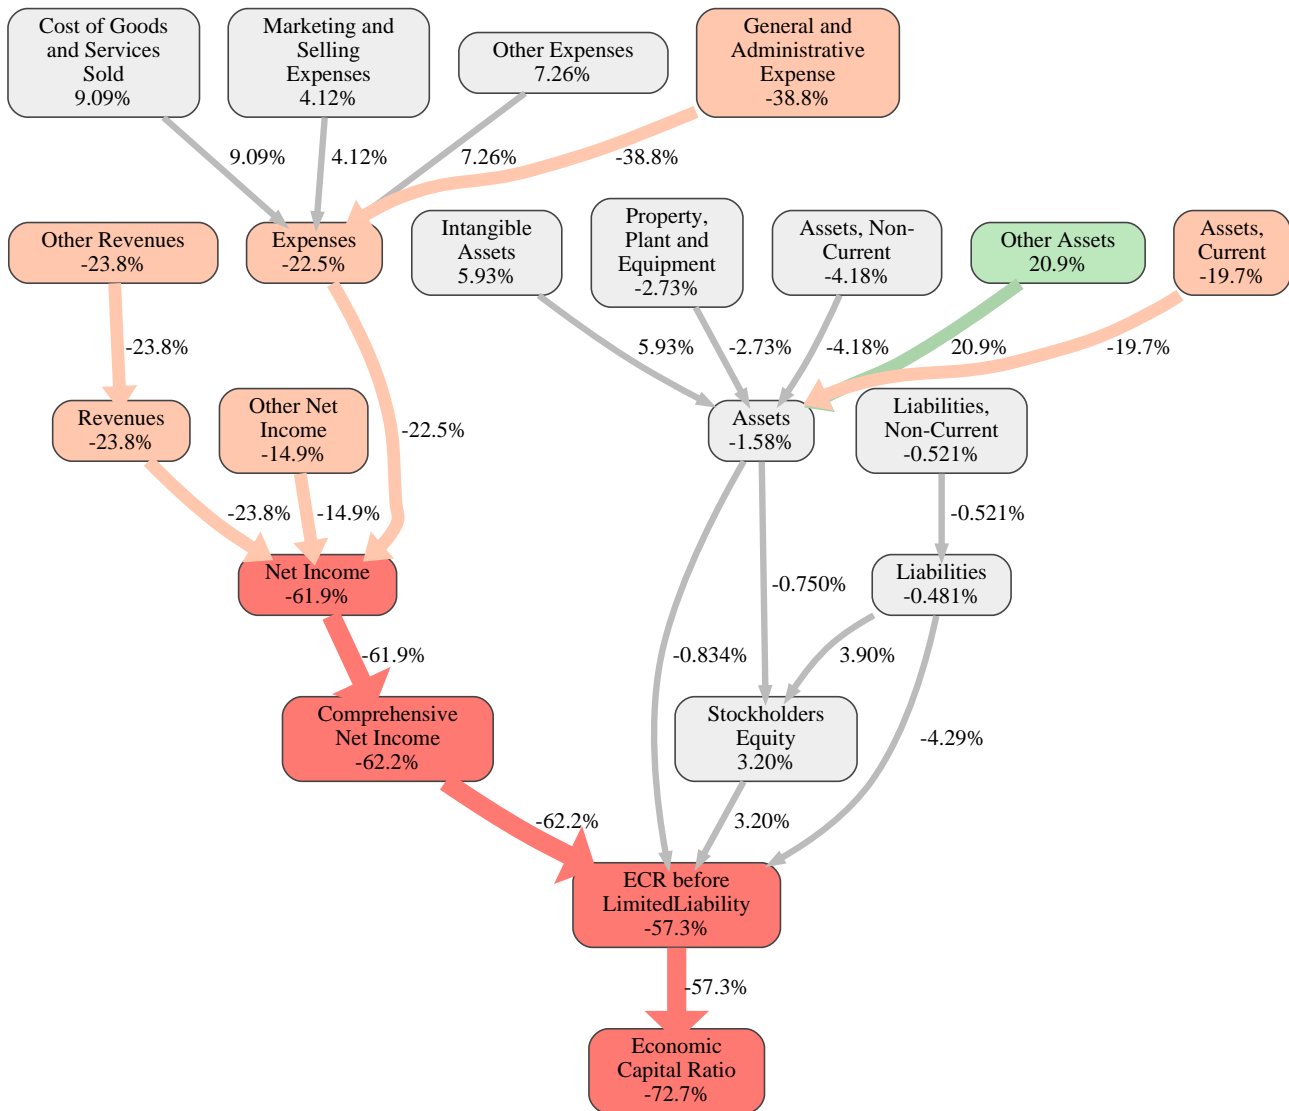 Cost of Goods
and Services
Sold
9.09%
Marketing and
Selling
Expenses
4.12%
Other Expenses
7.26%
General and
Administrative
Expense
-38.8%
9.09%
4.12%
7.26%
-38.8%
Other Revenues
-23.8%
Expenses
-22.5%
Intangible
Assets
5.93%
Property,
Plant and
Equipment
-2.73%
Assets, Non-
Current
-4.18%
Other Assets
20.9%
Assets,
Current
-19.7%
-23.8%
5.93%
-2.73%
-4.18%
20.9%
-19.7%
Revenues
-23.8%
Other Net
Income
-14.9%
-22.5%
Assets
-1.58%
Liabilities,
Non-Current
-0.521%
-23.8%
-14.9%
-0.521%
Net Income
-61.9%
-0.750%
Liabilities
-0.481%
-61.9%
-0.834%
3.90%
Comprehensive
Net Income
-62.2%
Stockholders
Equity
3.20%
-4.29%
-62.2%
3.20%
ECR before
LimitedLiability
-57.3%
-57.3%
Economic
Capital Ratio
-72.7%